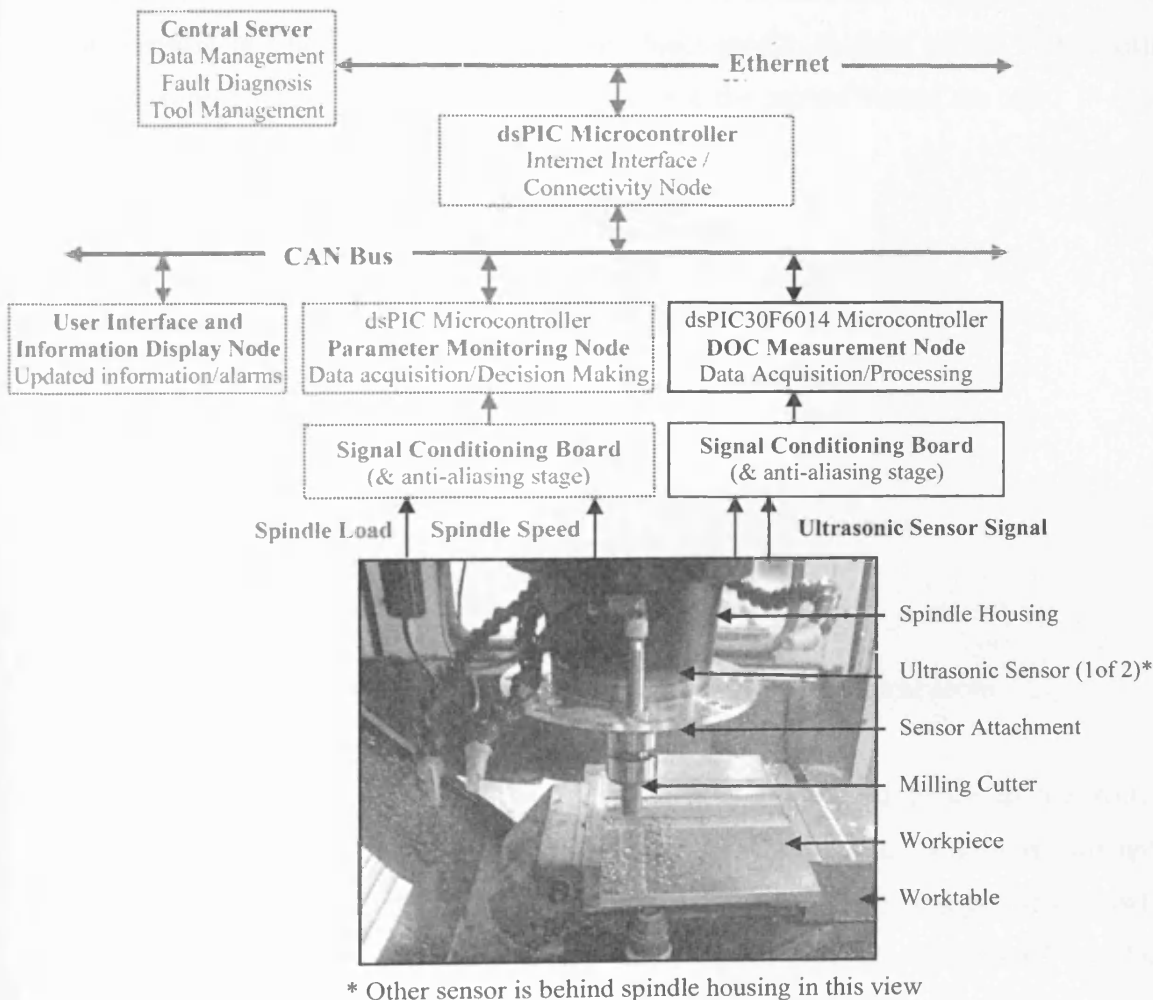 Central Server
Data Management
Fault Diagnosis
Tool Management
Ethernet
dsPIC Microcontroller
Internet Interface /
Connectivity Node
CAN Bus
User Interface and
Information Display Node
Updated information/alarms
dsPIC Microcontroller
Parameter Monitoring Node
Data acquisition/Decision Making
dsPIC30F6014 Microcontroller
DOC Measurement Node
Data Acquisition/Processing
Signal Conditioning Board
(& anti-aliasing stage)
Signal Conditioning Board
(& anti-aliasing stage)
Spindle Load
Spindle Speed
Ultrasonic Sensor Signal
Spindle Housing
Ultrasonic Sensor (1of 2)*
Sensor Attachment
Milling Cutter
Workpiece
Worktable
* Other sensor is behind spindle housing in this view